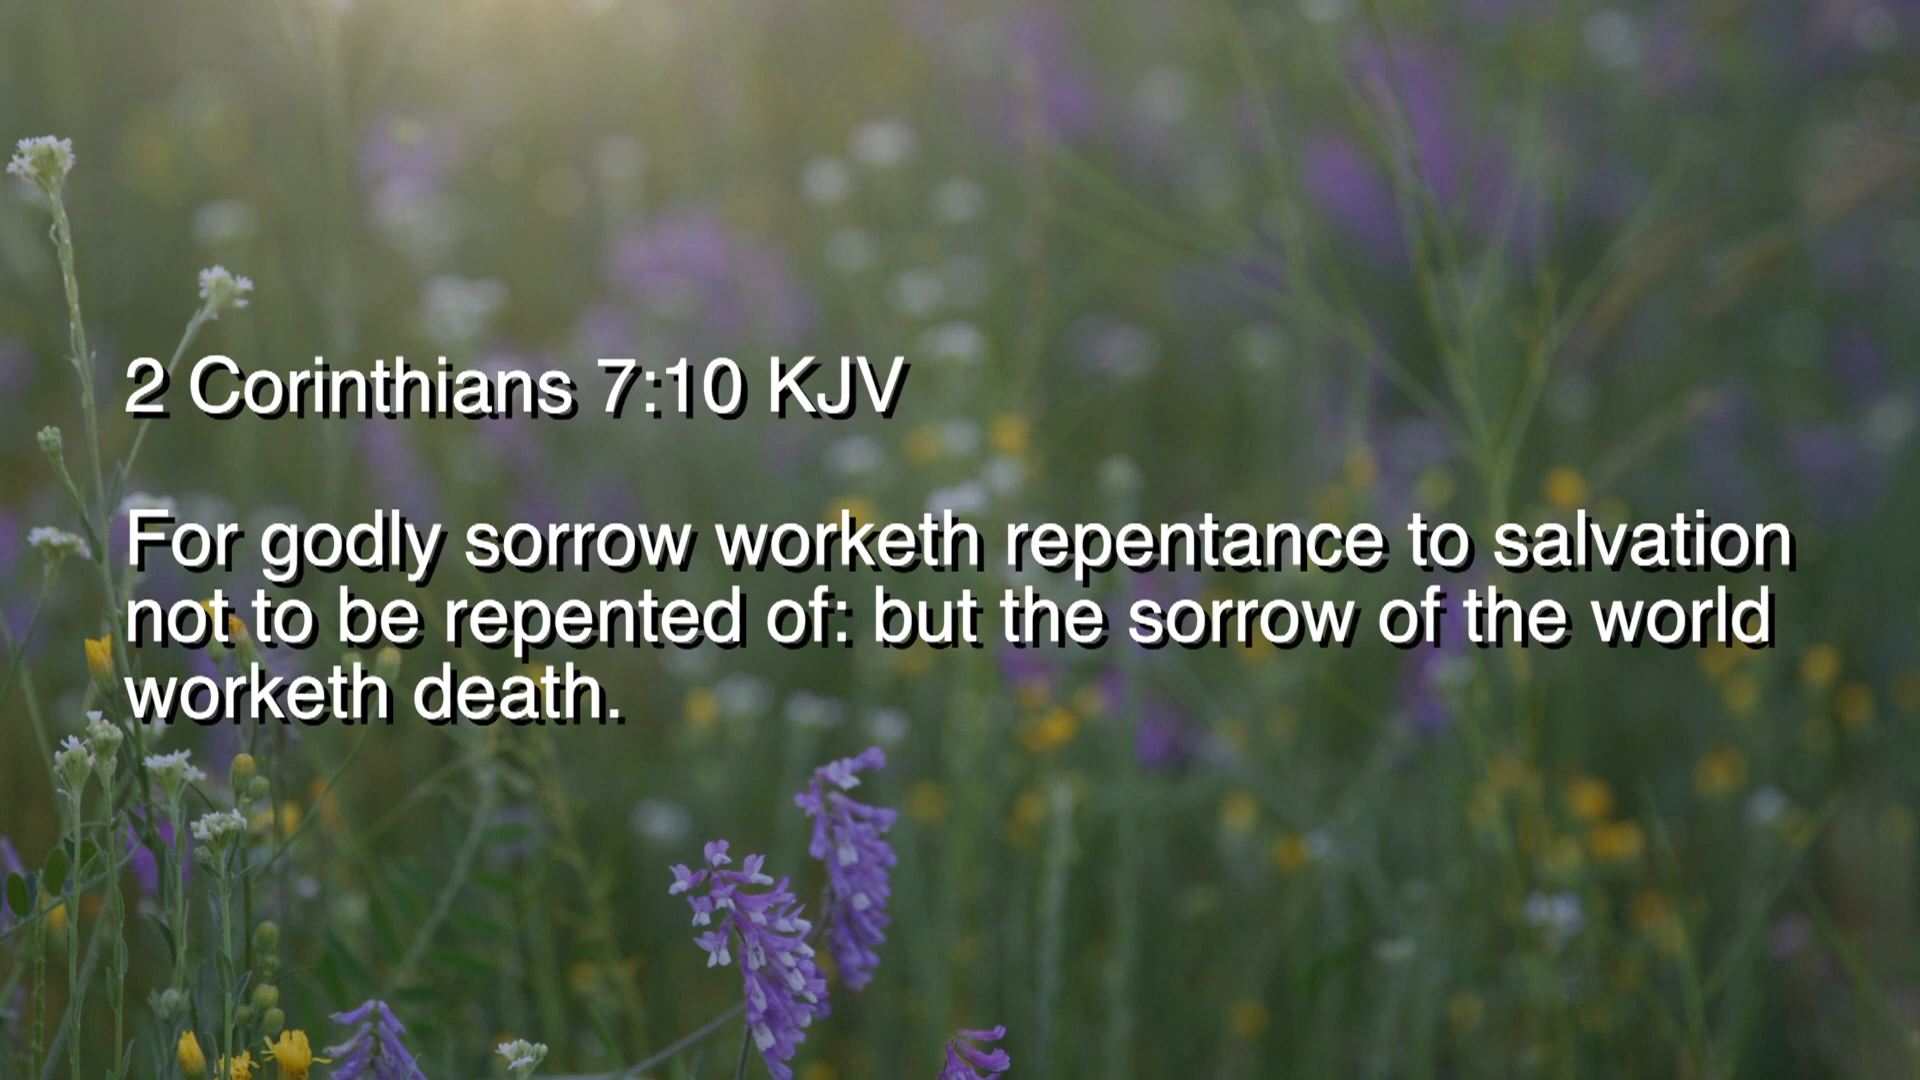 2 Corinthians 7:10 KJV
For godly sorrow worketh repentance to salvation
not to be repented of: but the sorrow of the world
worketh death.